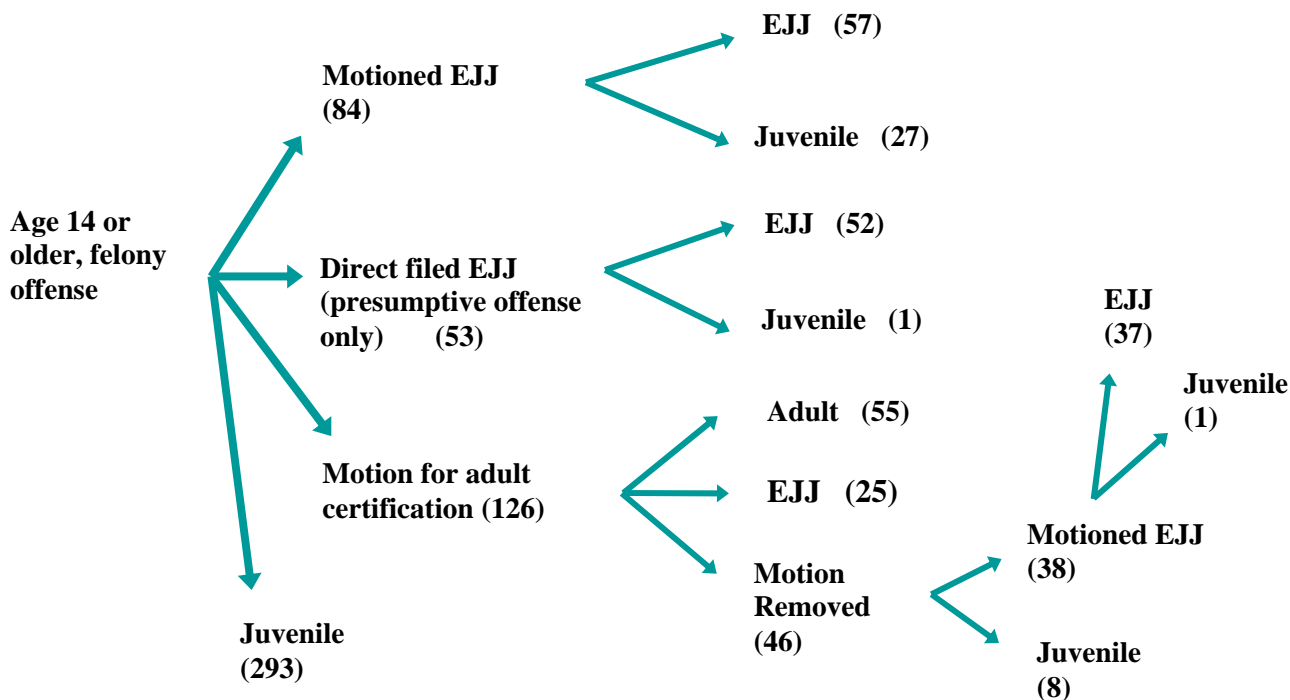 Age 14 or
older, felony
offense
Motioned EJJ
(84)
EJJ (57)
Juvenile (27)
Direct filed EJJ
(presumptive offense
only) (53)
EJJ (52)
Juvenile (1)
Motion for adult
certification (126)
Adult (55)
EJJ (25)
Motion
Removed
(46)
Motioned EJJ
(38)
EJJ
(37)
Juvenile
(1)
Juvenile
(8)
Juvenile
(293)